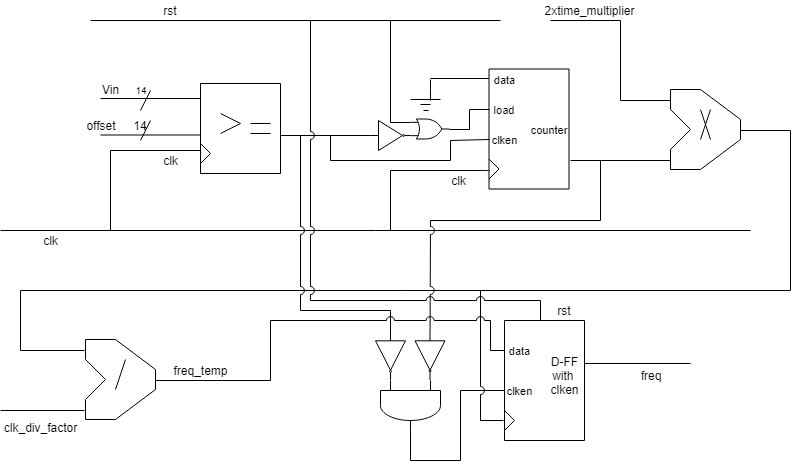 rst
2xtime_multiplier
Vin
14
offset
14
clk
> =
data
load
clken
clk
counter
X
clk
/
freq_temp
clk_div_factor
rst
data
clken
D-FF
with
clken
freq